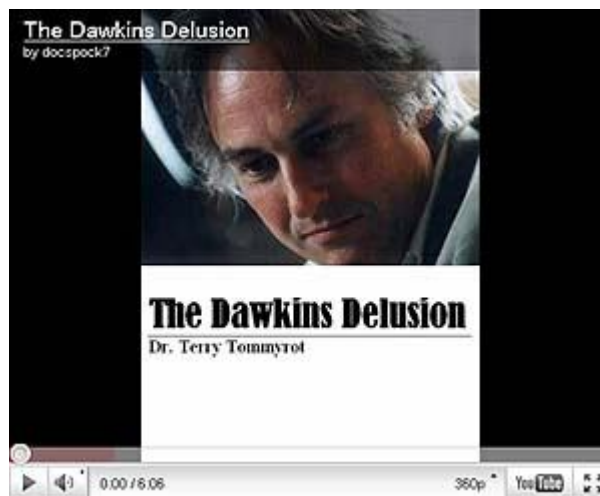 The Dawkins Delusion
by docspock7
The Dawkins Delusion
Dr. Terry Tommyrot
0:00 / 6:06 360p YouTube